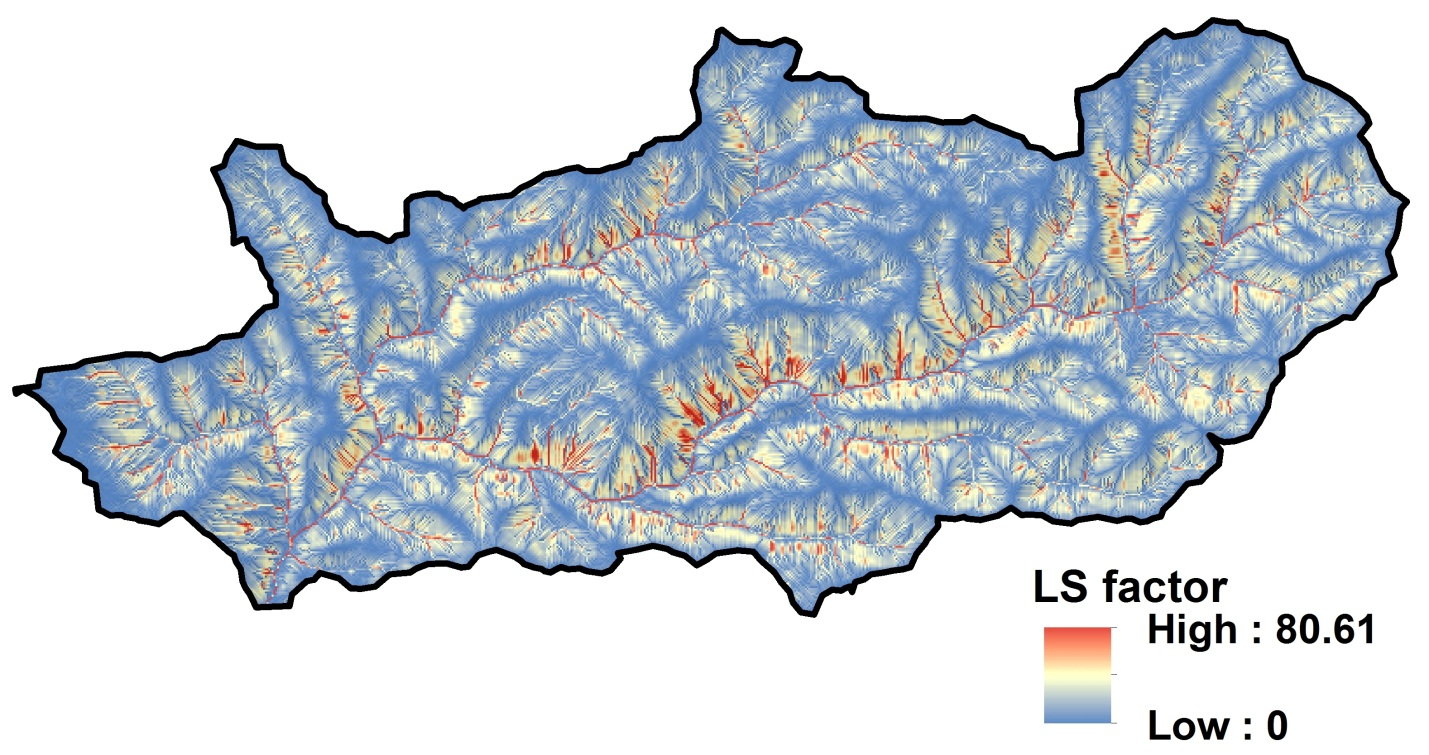 LS factor
High : 80.61
Low : 0